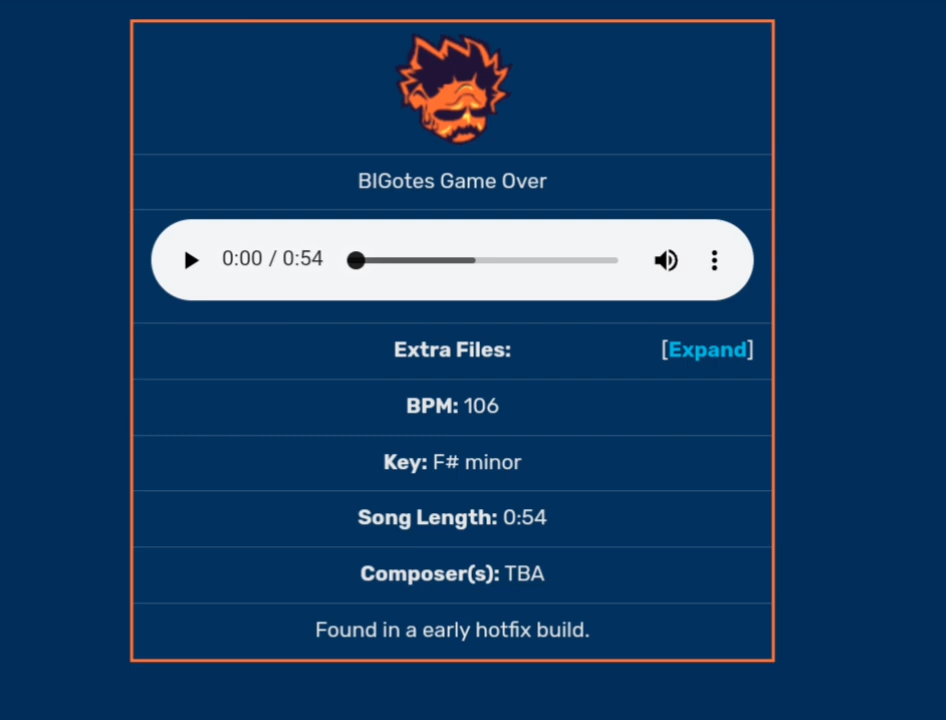 BIGotes Game Over
0:00 / 0:54
Extra Files: [Expand]
BPM: 106
Key: F# minor
Song Length: 0:54
Composer(s): TBA
Found in a early hotfix build.